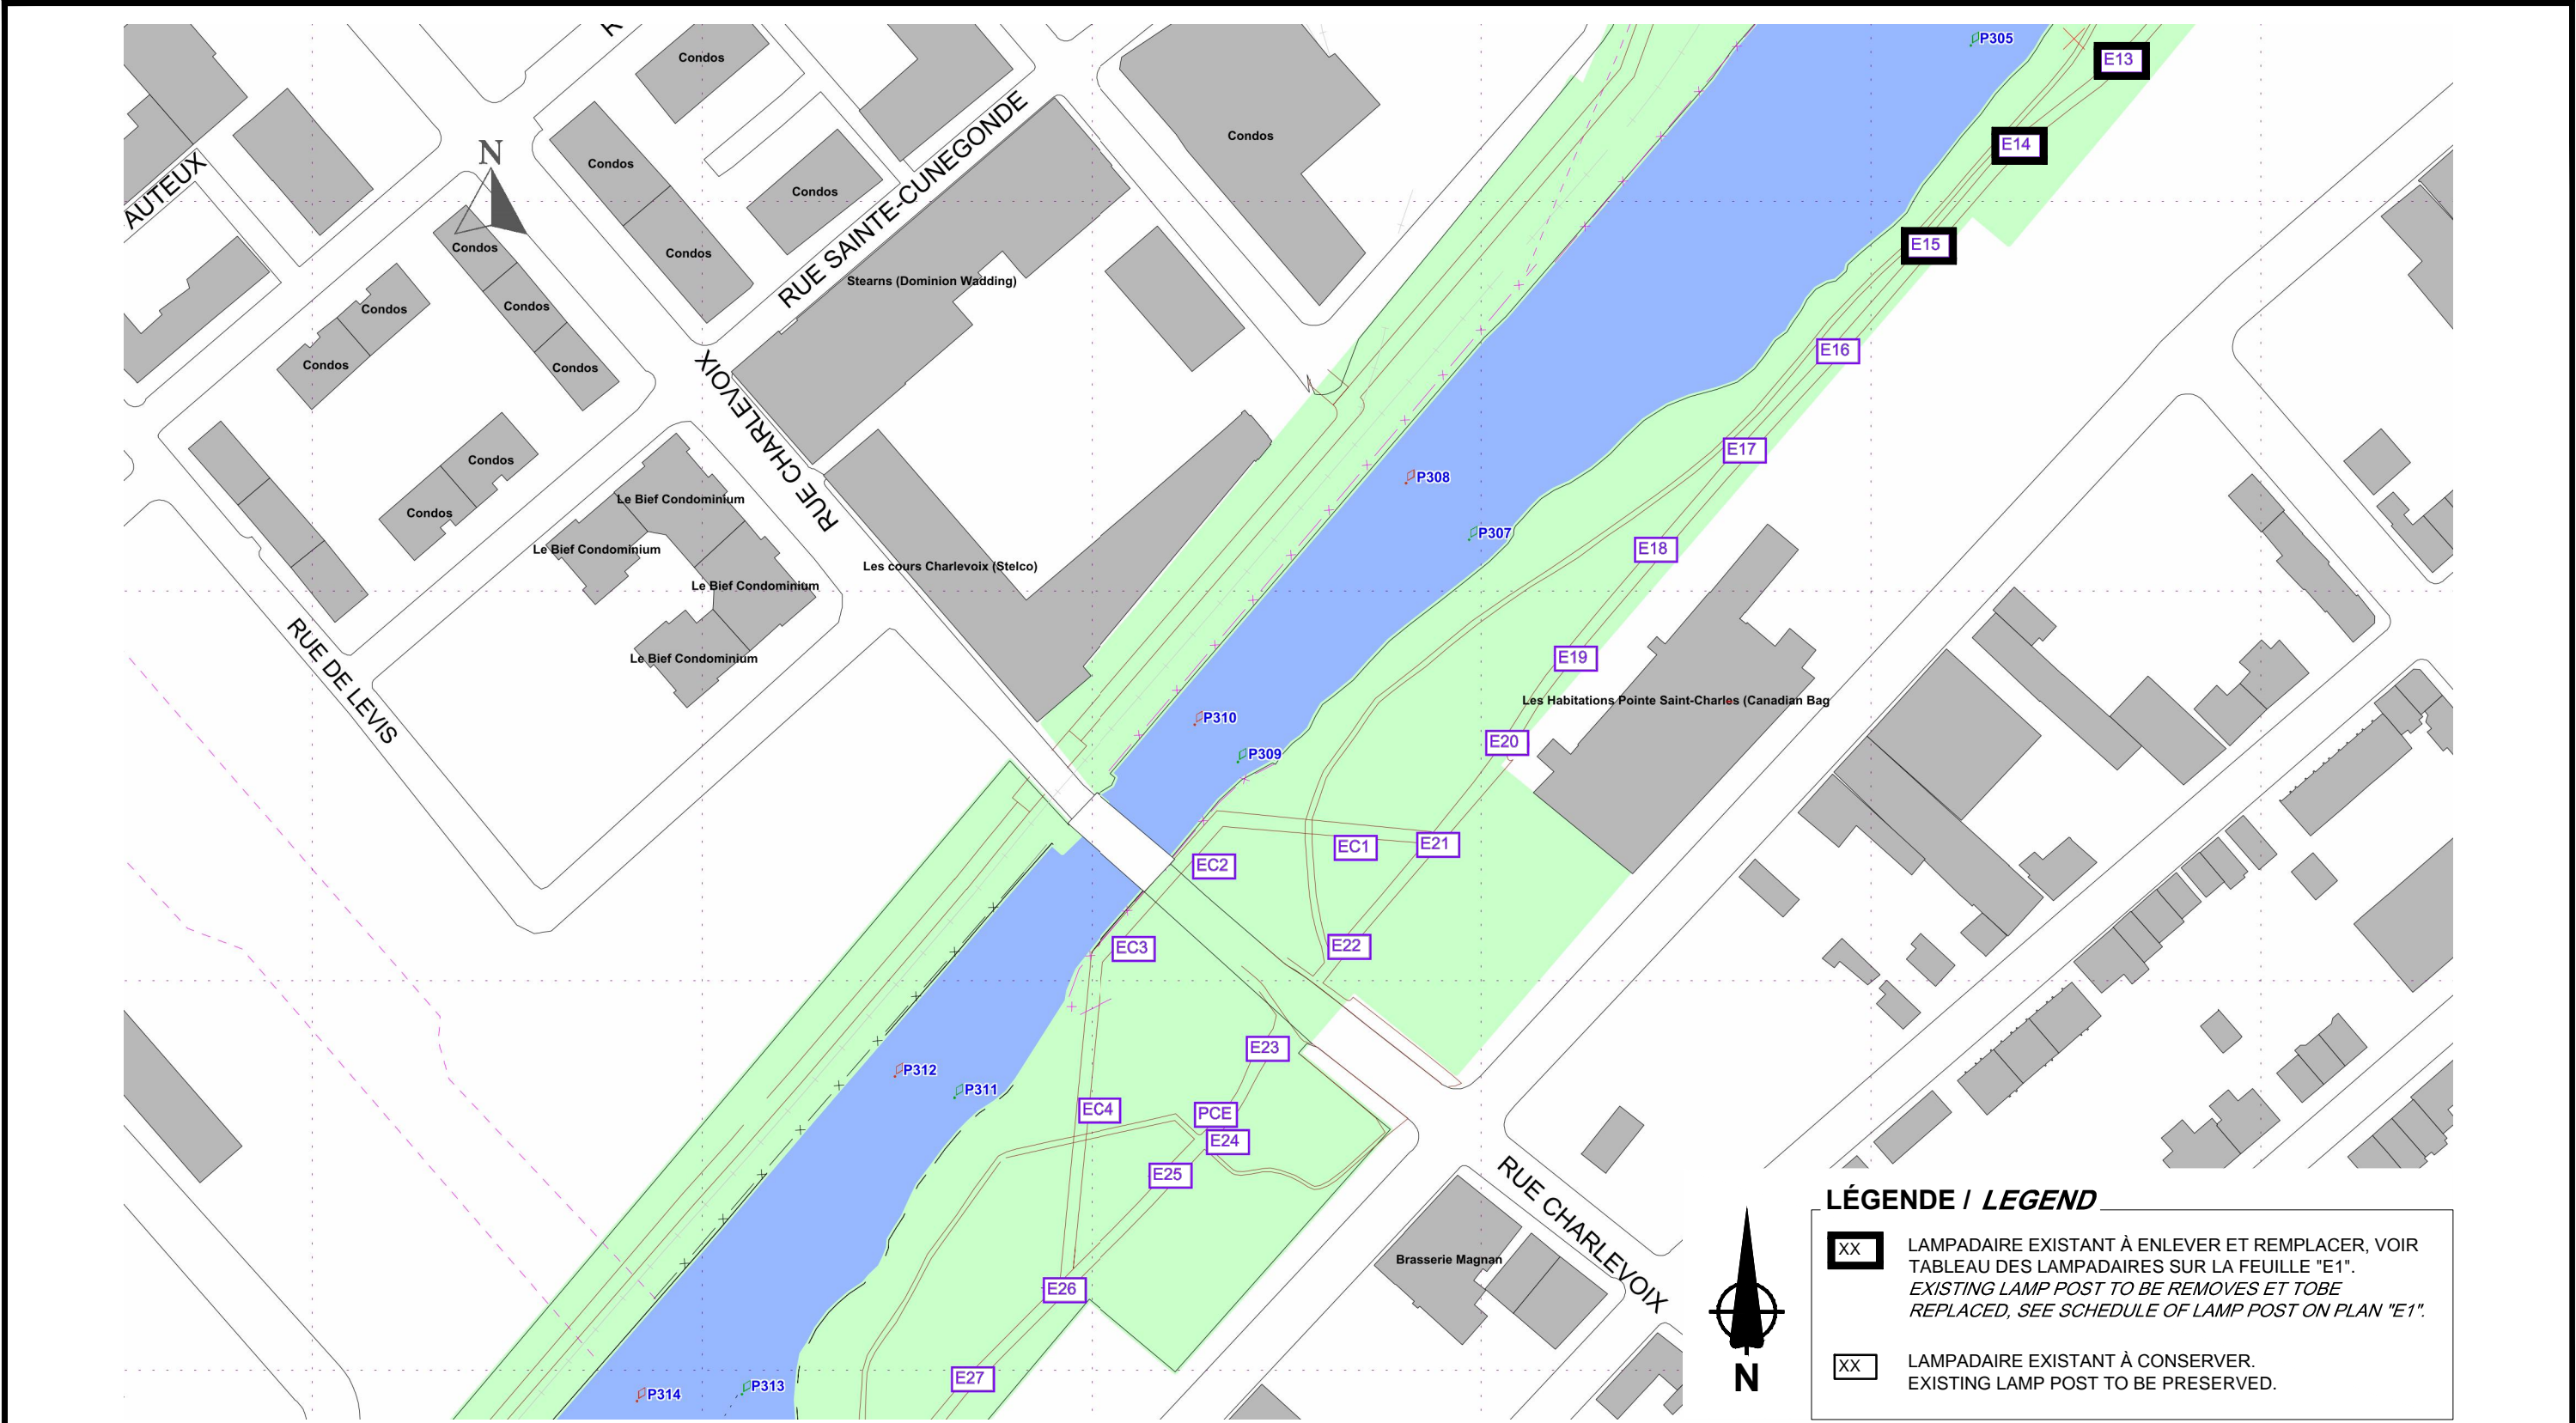 P305
E13
Condos
Condos
E14
AUTEUX
N
Condos
Condos
RUE SAINTE-CUNEGONDE
Condos
Condos
E15
Stearns (Dominion Wadding)
Condos
Condos
Condos
Condos
E16
RUE CHARLEVOIX
E17
Condos
P308
Le Bief Condominium
Condos
P307
Le Bief Condominium
E18
Les cours Charlevoix (Stelco)
Le Bief Condominium
RUE DE LEVIS
Le Bief Condominium
E19
Les Habitations Pointe Saint-Charles (Canadian Bag
P310
E20
P309
E21
EC1
EC2
E22
EC3
E23
P312
P311
EC4
PCE
E24
E25
RUE CHARLEVOIX
Brasserie Magnan
E26
E27
P313
P314
N
LÉGENDE / LEGEND
XX
LAMPADAIRE EXISTANT À ENLEVER ET REMPLACER, VOIR
TABLEAU DES LAMPADAIRES SUR LA FEUILLE "E1".
EXISTING LAMP POST TO BE REMOVES ET TOBE
REPLACED, SEE SCHEDULE OF LAMP POST ON PLAN "E1".
XX
LAMPADAIRE EXISTANT À CONSERVER.
EXISTING LAMP POST TO BE PRESERVED.